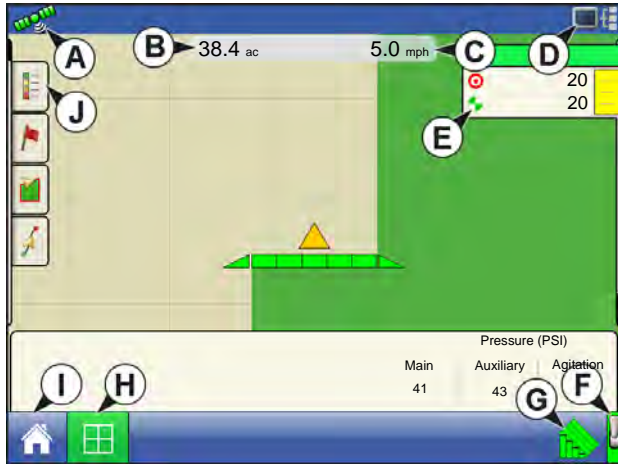 A
B
38.4 ac
5.0 mph
C
D
20
20
E
J
Pressure (PSI)
Main
Auxiliary
Agitation
41
43
I
H
G
F